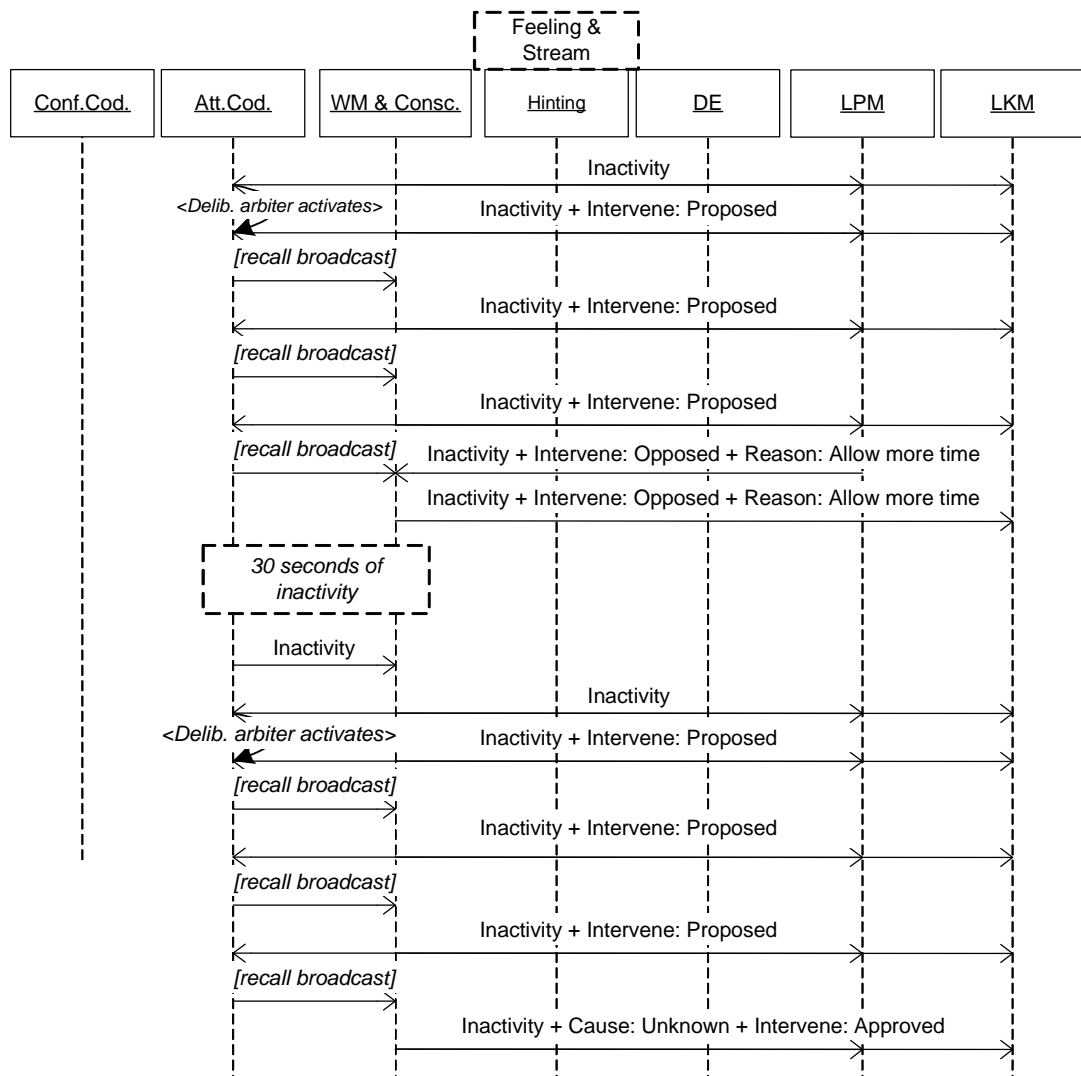 Feeling &
Stream
Conf.Cod. Att.Cod. WM & Consc. Hinting DE LPM LKM
Inactivity
<Delib. arbiter activates>
Inactivity + Intervene: Proposed
[recall broadcast]
Inactivity + Intervene: Proposed
[recall broadcast]
Inactivity + Intervene: Proposed
[recall broadcast]
Inactivity + Intervene: Opposed + Reason: Allow more time
Inactivity + Intervene: Opposed + Reason: Allow more time
30 seconds of
inactivity
Inactivity
Inactivity
<Delib. arbiter activates>
Inactivity + Intervene: Proposed
[recall broadcast]
Inactivity + Intervene: Proposed
[recall broadcast]
Inactivity + Intervene: Proposed
[recall broadcast]
Inactivity + Cause: Unknown + Intervene: Approved